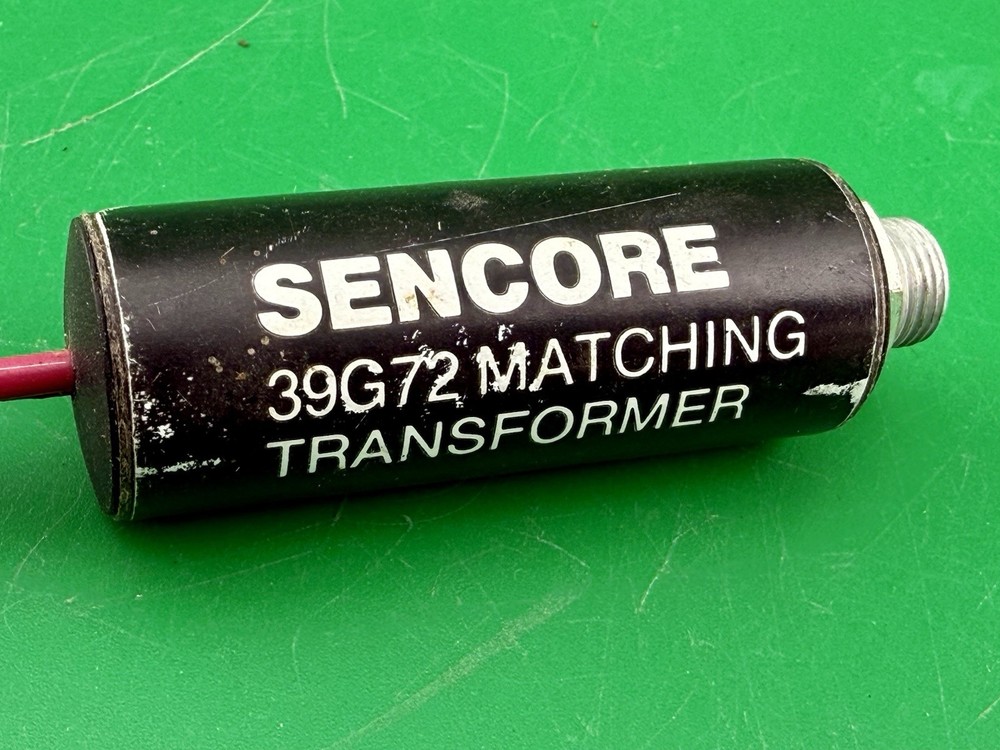 SENCORE
39G72 MATCHING
TRANSFORMER